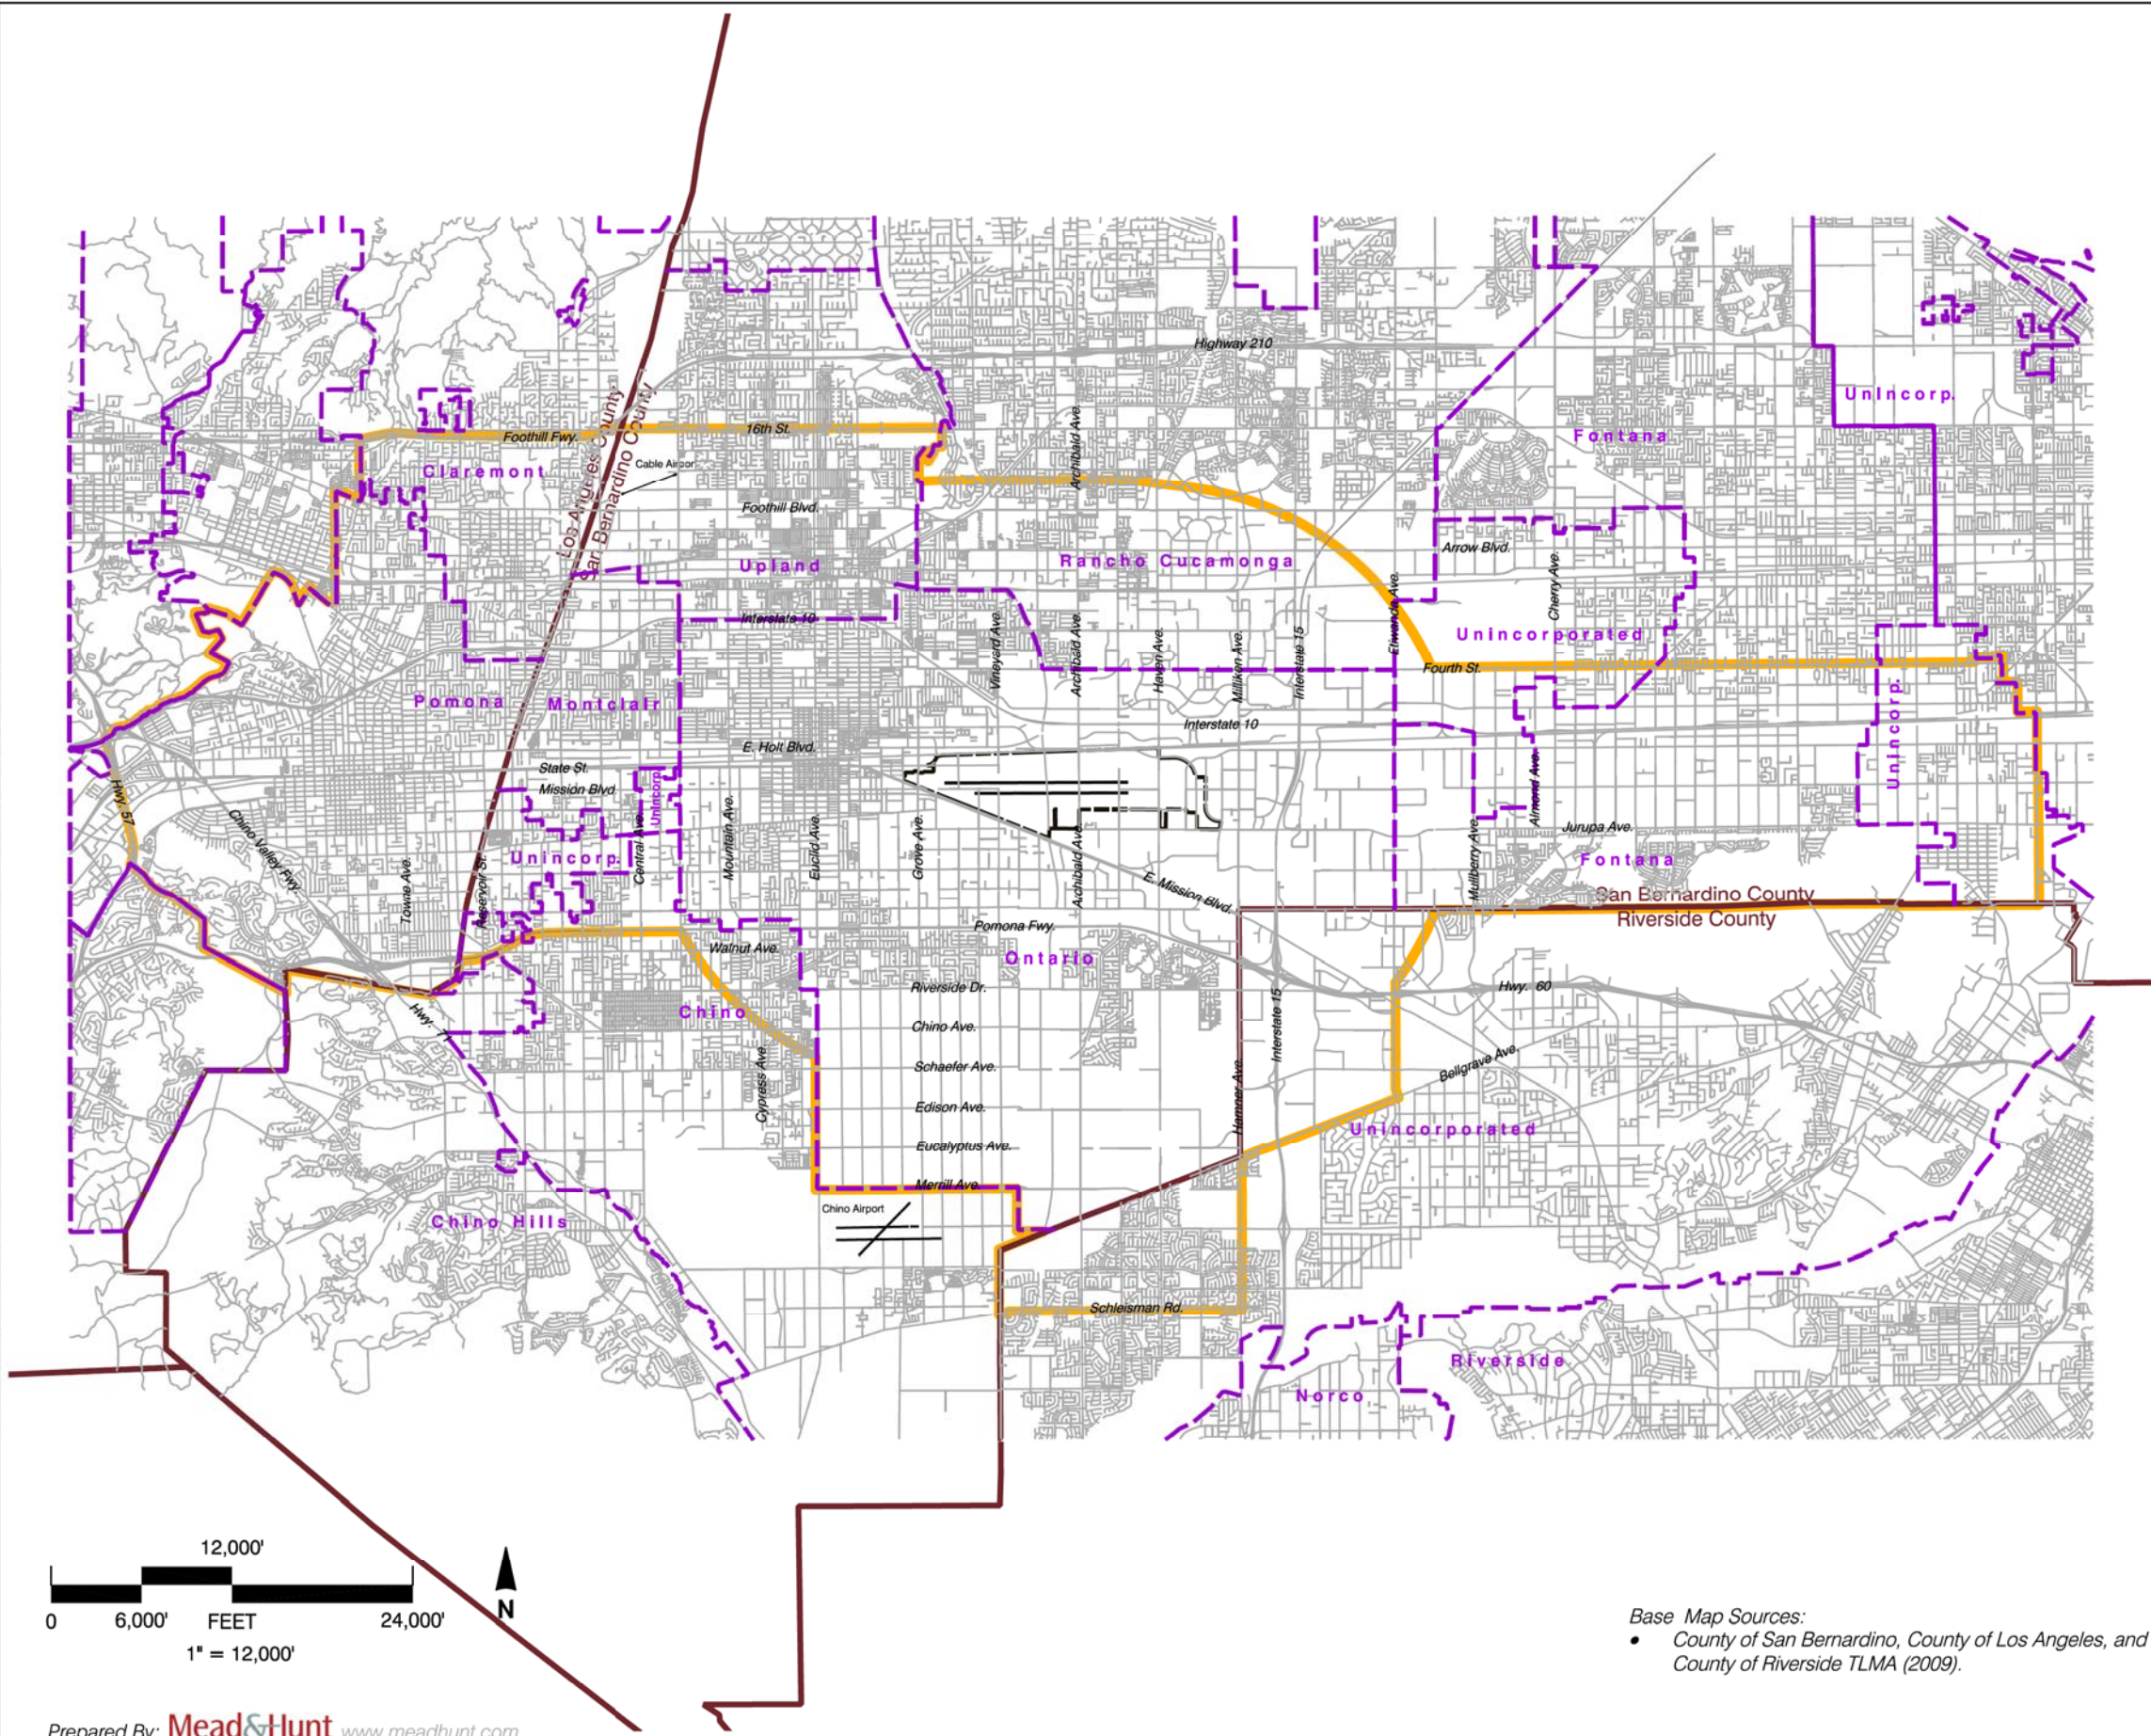 Highway 210
UnIncorp.
Los Angeles County
San Bernardino County
Archibald Ave.
16th St.
Foothill Fwy.
Fontana
Claremont
Cable Airpor
Foothill Blvd.
Arrow Blvd.
Upland
Rancho Cucamonga
Cherry Ave.
Etiwanda Ave.
Interstate 10
Vineyard Ave.
Archibald Ave.
Haven Ave.
Milliken Ave.
Interstate 15
Unincorporated
Fourth St.
Pomona
Montclair
Unincorp.
Interstate 10
E. Holt Blvd.
State St.
Mission Blvd
Unincorp.
Almond Ave.
Hwy. 57
Chino Valley Fwy.
Central Ave.
Mountain Ave.
Euclid Ave.
Grove Ave.
Archibald Ave.
Mulberry Ave.
Jurupa Ave.
Unincorp.
Fontana
Towne Ave.
Reservoir St.
E. Mission Blvd.
San Bernardino County
Riverside County
Pomona Fwy.
Walnut Ave.
Ontario
Riverside Dr.
Hwy. 60
Chino
Hwy. 71
Chino Ave.
Interstate 15
Schaefer Ave.
Bellgrave Ave.
Cypress Ave
Hamner Ave
Edison Ave.
Unincorporated
Eucalyptus Ave.
Merrill Ave.
Chino Airport
Chino Hills
Schleisman Rd.
Riverside
Norco
12,000'
0 6,000' FEET 24,000'
1" = 12,000'
N
Base Map Sources:
• County of San Bernardino, County of Los Angeles, and
County of Riverside TLMA (2009).
Prepared By: Mead&Hunt www.meadhunt.com